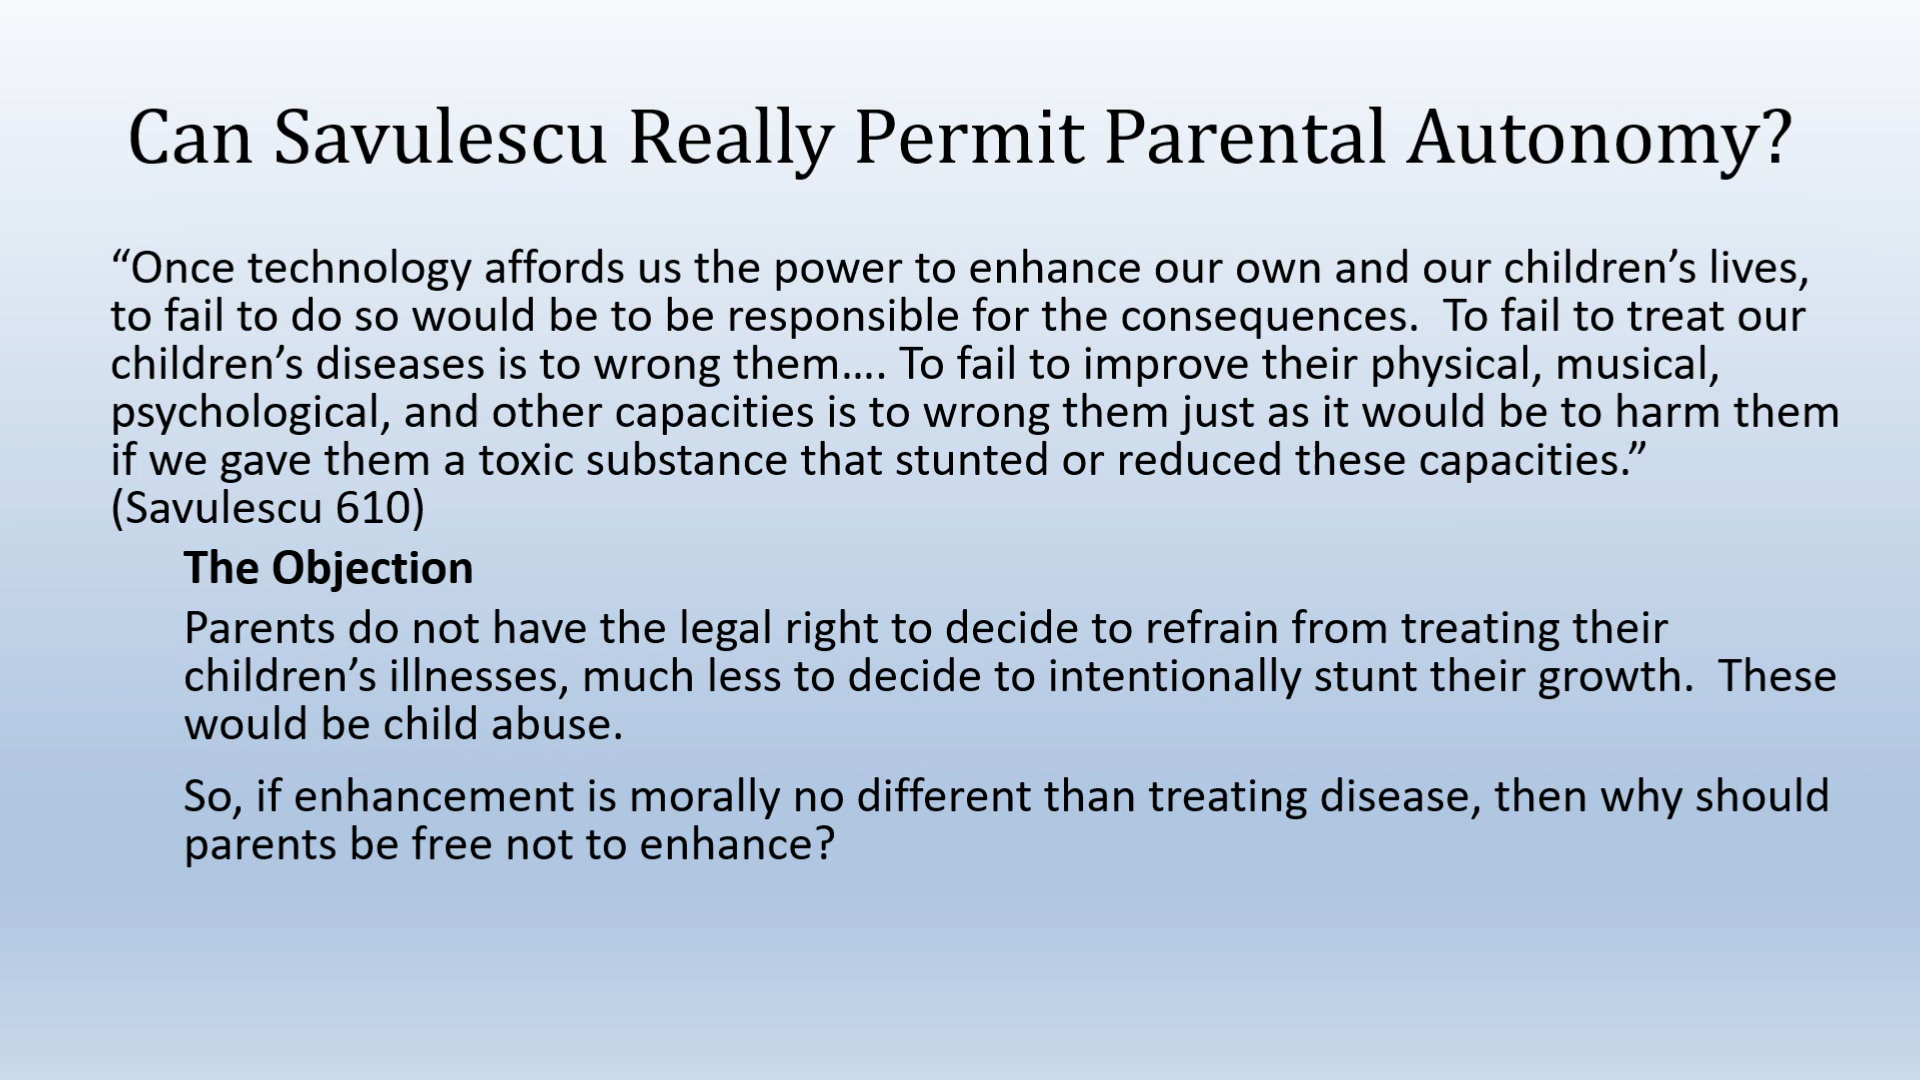 Can Savulescu Really Permit Parental Autonomy?
“Once technology affords us the power to enhance our own and our children’s lives,
to fail to do so would be to be responsible for the consequences.  To fail to treat our
children’s diseases is to wrong them…. To fail to improve their physical, musical,
psychological, and other capacities is to wrong them just as it would be to harm them
if we gave them a toxic substance that stunted or reduced these capacities.”
(Savulescu 610)
The Objection
Parents do not have the legal right to decide to refrain from treating their
children’s illnesses, much less to decide to intentionally stunt their growth.  These
would be child abuse.
So, if enhancement is morally no different than treating disease, then why should
parents be free not to enhance?